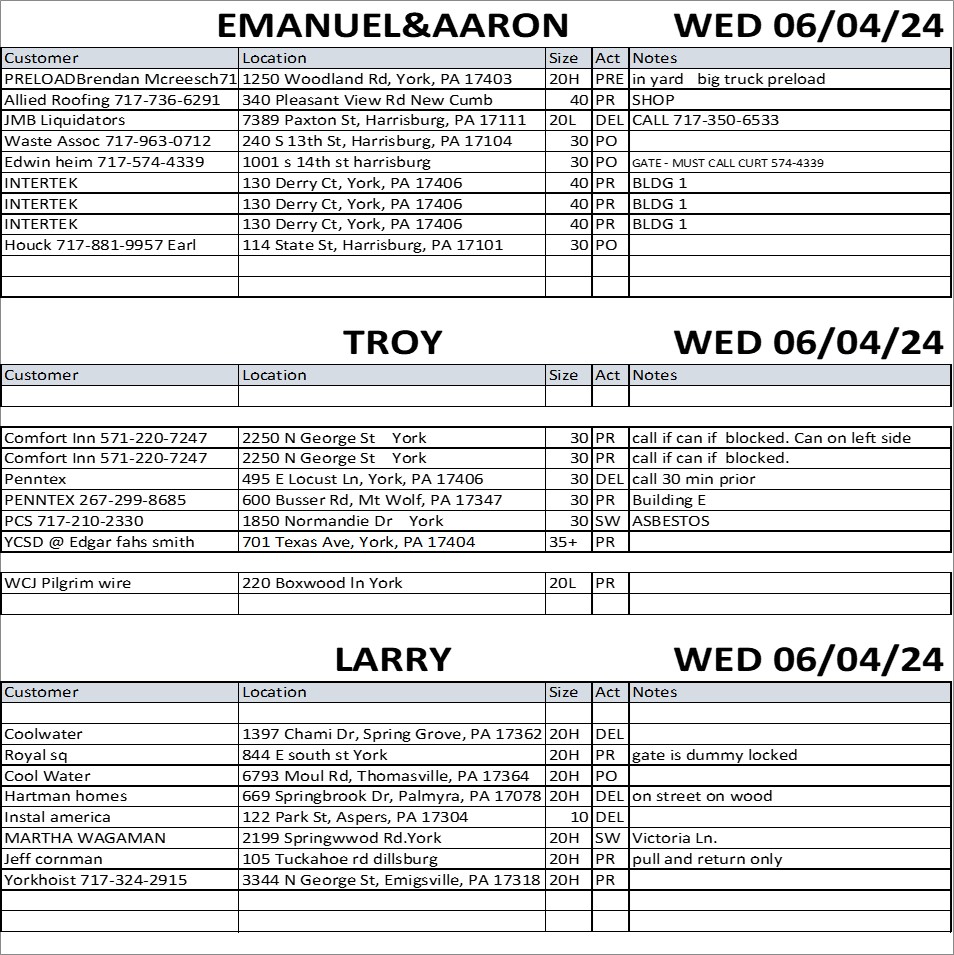 EMANUEL&AARON WED 06/04/24
Customer Location Size Act Notes
PRELOADBrendan Mcreesch71 1250 Woodland Rd, York, PA 17403 20H PRE in yard big truck preload
Allied Roofing 717-736-6291 340 Pleasant View Rd New Cumb 40 PR SHOP
JMB Liquidators 7389 Paxton St, Harrisburg, PA 17111 20L DEL CALL 717-350-6533
Waste Assoc 717-963-0712 240 S 13th St, Harrisburg, PA 17104 30 PO
Edwin heim 717-574-4339 1001 s 14th st harrisburg 30 PO GATE - MUST CALL CURT 574-4339
INTERTEK 130 Derry Ct, York, PA 17406 40 PR BLDG 1
INTERTEK 130 Derry Ct, York, PA 17406 40 PR BLDG 1
INTERTEK 130 Derry Ct, York, PA 17406 40 PR BLDG 1
Houck 717-881-9957 Earl 114 State St, Harrisburg, PA 17101 30 PO
TROY WED 06/04/24
Customer Location Size Act Notes
Comfort Inn 571-220-7247 2250 N George St York 30 PR call if can if blocked. Can on left side
Comfort Inn 571-220-7247 2250 N George St York 30 PR call if can if blocked.
Penntex 495 E Locust Ln, York, PA 17406 30 DEL call 30 min prior
PENNTEX 267-299-8685 600 Busser Rd, Mt Wolf, PA 17347 30 PR Building E
PCS 717-210-2330 1850 Normandie Dr York 30 SW ASBESTOS
YCSD @ Edgar fahs smith 701 Texas Ave, York, PA 17404 35+ PR
WCJ Pilgrim wire 220 Boxwood ln York 20L PR
LARRY WED 06/04/24
Customer Location Size Act Notes
Coolwater 1397 Chami Dr, Spring Grove, PA 17362 20H DEL
Royal sq 844 E south st York 20H PR gate is dummy locked
Cool Water 6793 Moul Rd, Thomasville, PA 17364 20H PO
Hartman homes 669 Springbrook Dr, Palmyra, PA 17078 20H DEL on street on wood
Instal america 122 Park St, Aspers, PA 17304 10 DEL
MARTHA WAGAMAN 2199 Springwwod Rd.York 20H SW Victoria Ln.
Jeff cornman 105 Tuckahoe rd dillsburg 20H PR pull and return only
Yorkhoist 717-324-2915 3344 N George St, Emigsville, PA 17318 20H PR